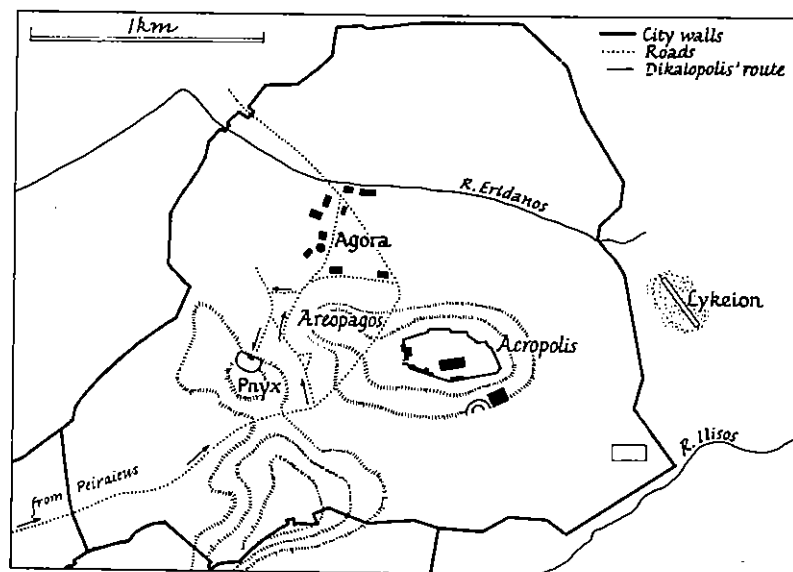 1km
City walls
Roads
Dikaiopolis' route
R. Eridanos
Agora
Lykeion
Areopagos
Acropolis
Pnyx
R. Ilisos
from Peiraieus